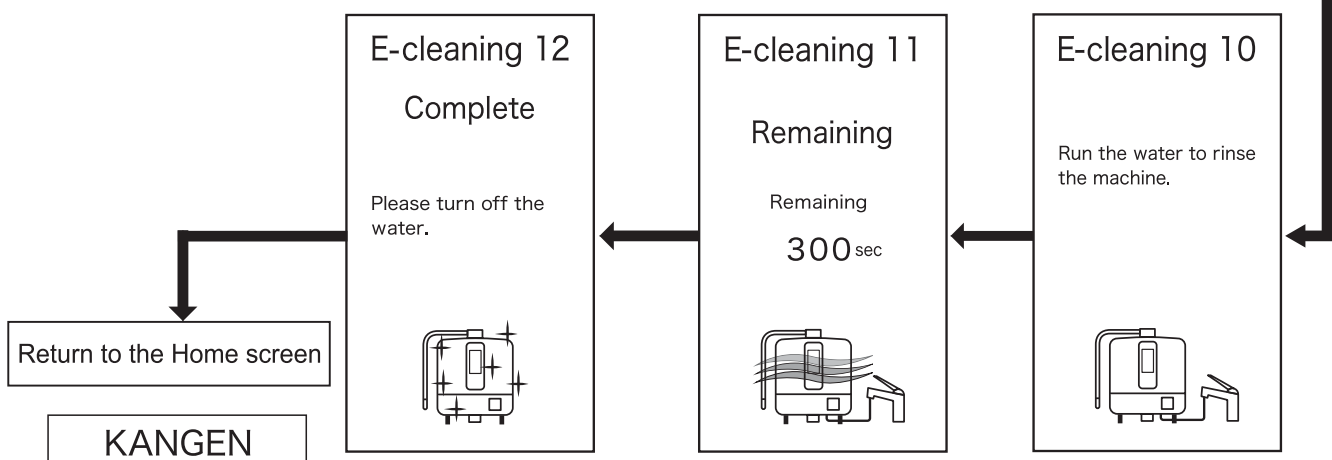 E-cleaning 12
Complete
Please turn off the
water.
E-cleaning 11
Remaining
Remaining
300 sec
E-cleaning 10
Run the water to rinse
the machine.
Return to the Home screen
KANGEN